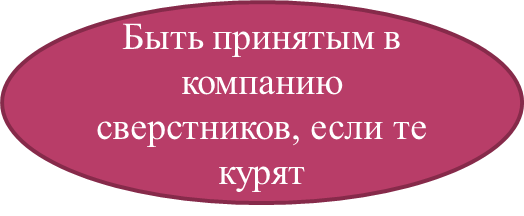 Быть принятым в
компанию
сверстников, если те
курят